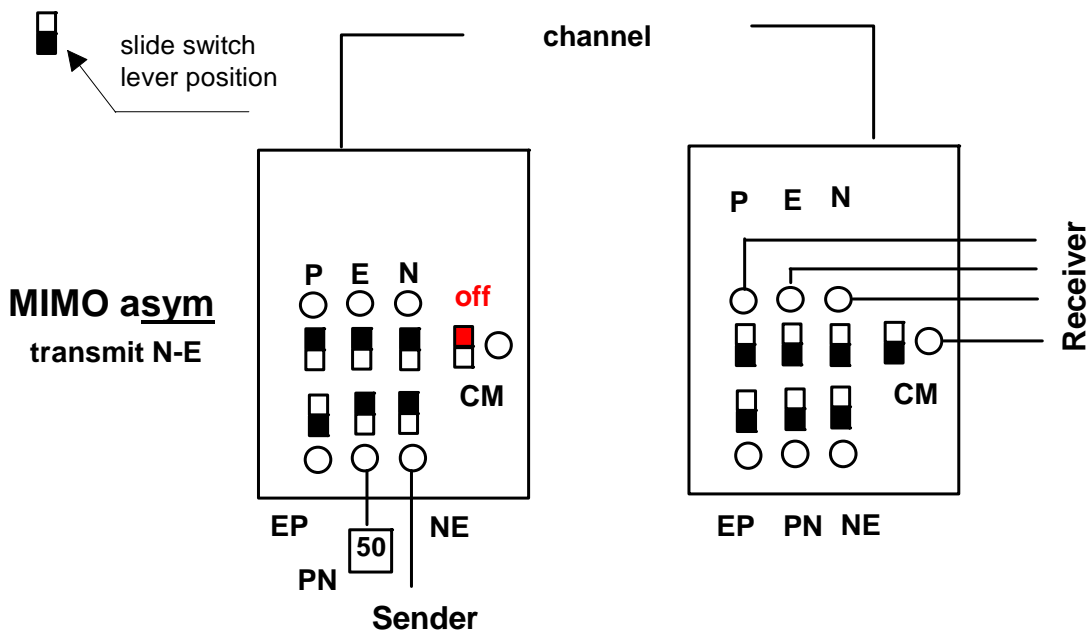 slide switch
lever position
channel
P E N
P E N
off
MIMO asym
transmit N-E
CM
CM
Receiver
EP NE
50
PN
EP PN NE
Sender